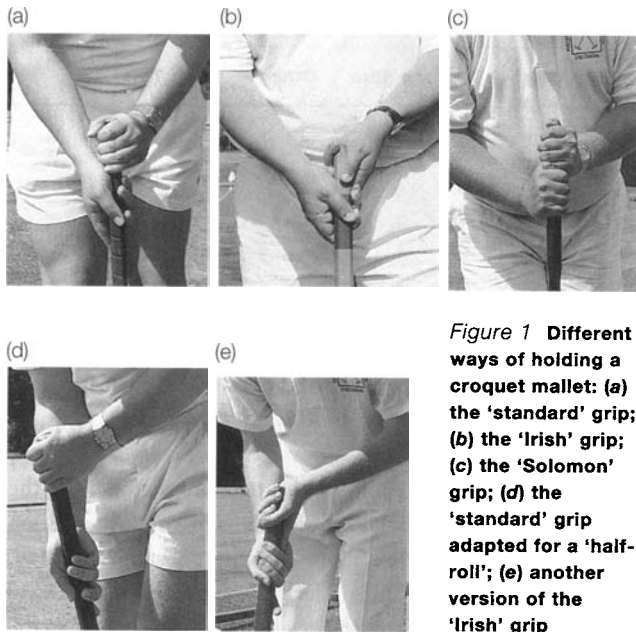 (a)
(b)
(c)
(d)
(e)
Figure 1 Different
ways of holding a
croquet mallet: (a)
the ‘standard’ grip;
(b) the ‘Irish’ grip;
(c) the ‘Solomon’
grip; (d) the
‘standard’ grip
adapted for a ‘half-
roll’; (e) another
version of the
‘Irish’ grip